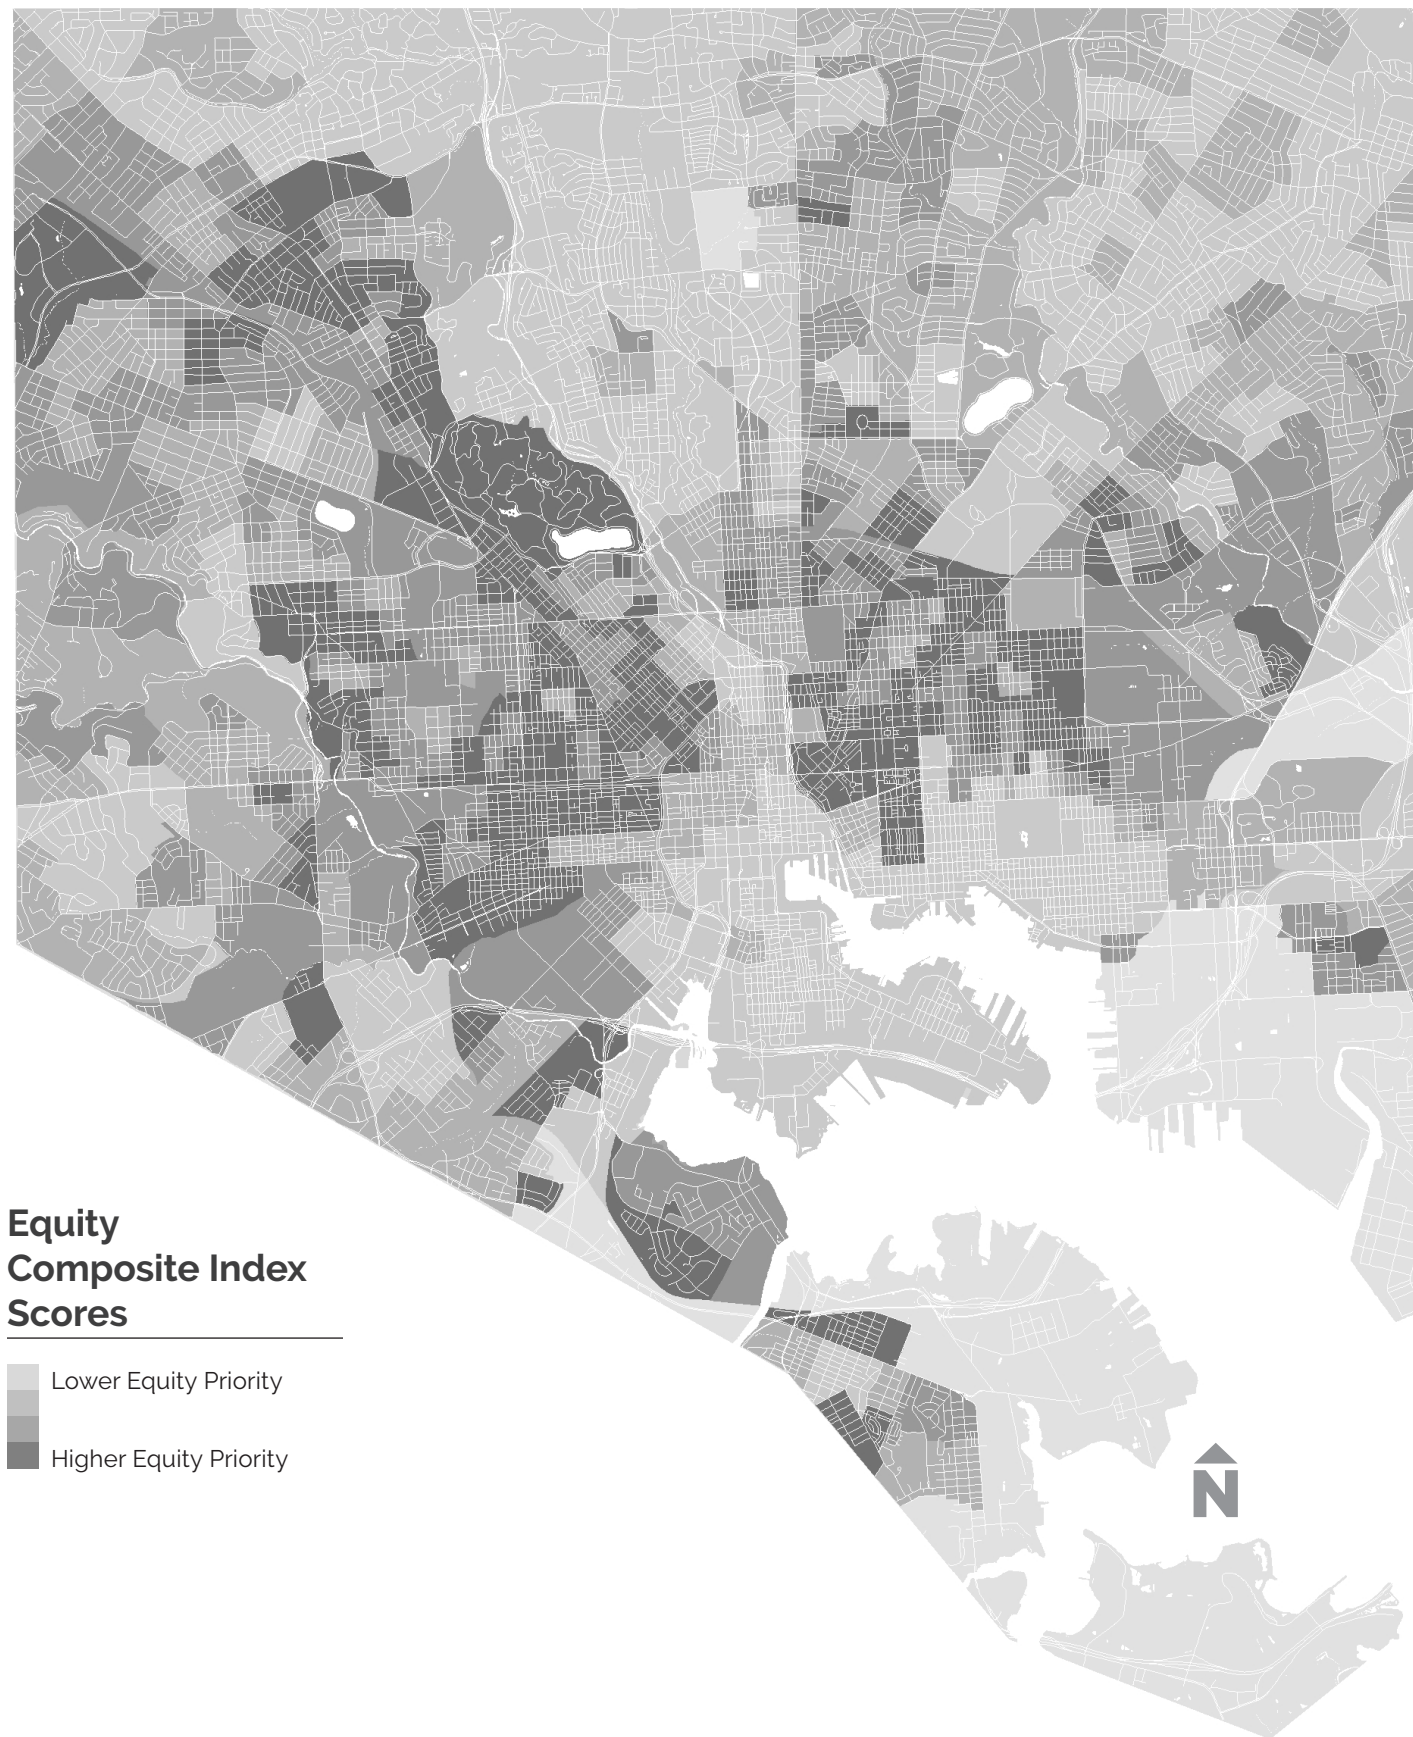 Equity
Composite Index
Scores
Lower Equity Priority
Higher Equity Priority
N